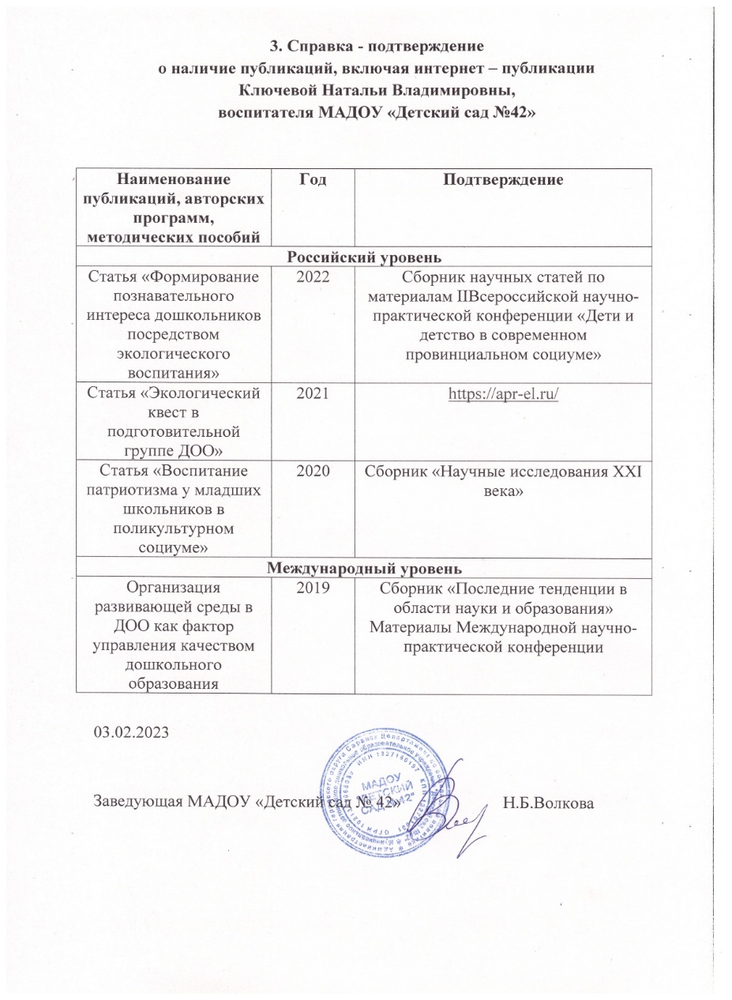 3. Справка - подтверждение
о наличие публикаций, включая интернет – публикации
Ключевой Натальи Владимировны,
воспитателя МАДОУ «Детский сад №42»
Наименование
публикаций, авторских
программ,
методических пособий
Год
Подтверждение
Российский уровень
Статья «Формирование
познавательного
интереса дошкольников
посредством
экологического
воспитания»
2022
Сборник научных статей по
материалам IIВсероссийской научно-
практической конференции «Дети и
детство в современном
провинциальном социуме»
Статья «Экологический
квест в
подготовительной
группе ДОО»
2021
https://apr-el.ru/
Статья «Воспитание
патриотизма у младших
школьников в
поликультурном
социуме»
2020
Сборник «Научные исследования XXI
века»
Международный уровень
Организация
развивающей среды в
ДОО как фактор
управления качеством
дошкольного
образования
2019
Сборник «Последние тенденции в
области науки и образования»
Материалы Международной научно-
практической конференции
03.02.2023
Заведующая МАДОУ «Детский сад № 42»
Н.Б.Волкова
МАДОУ
"ДЕТСКИЙ
САД №42"